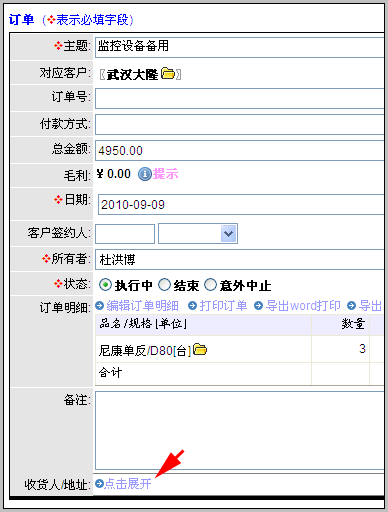 订单 (❖表示必填字段)
❖主题: 监控设备备用
对应客户: 〖武汉大隆〗
订单号:
付款方式:
总金额: 4950.00
毛利: ¥ 0.00 提示
❖日期: 2010-09-09
客户签约人:
❖所有者: 杜洪博
❖状态: 执行中 结束 意外中止
订单明细: 编辑订单明细 打印订单 导出word打印 导出
品名/规格[单位] 数量
尼康单反/D80[台] 3
合计
备注:
收货人/地址: 点击展开